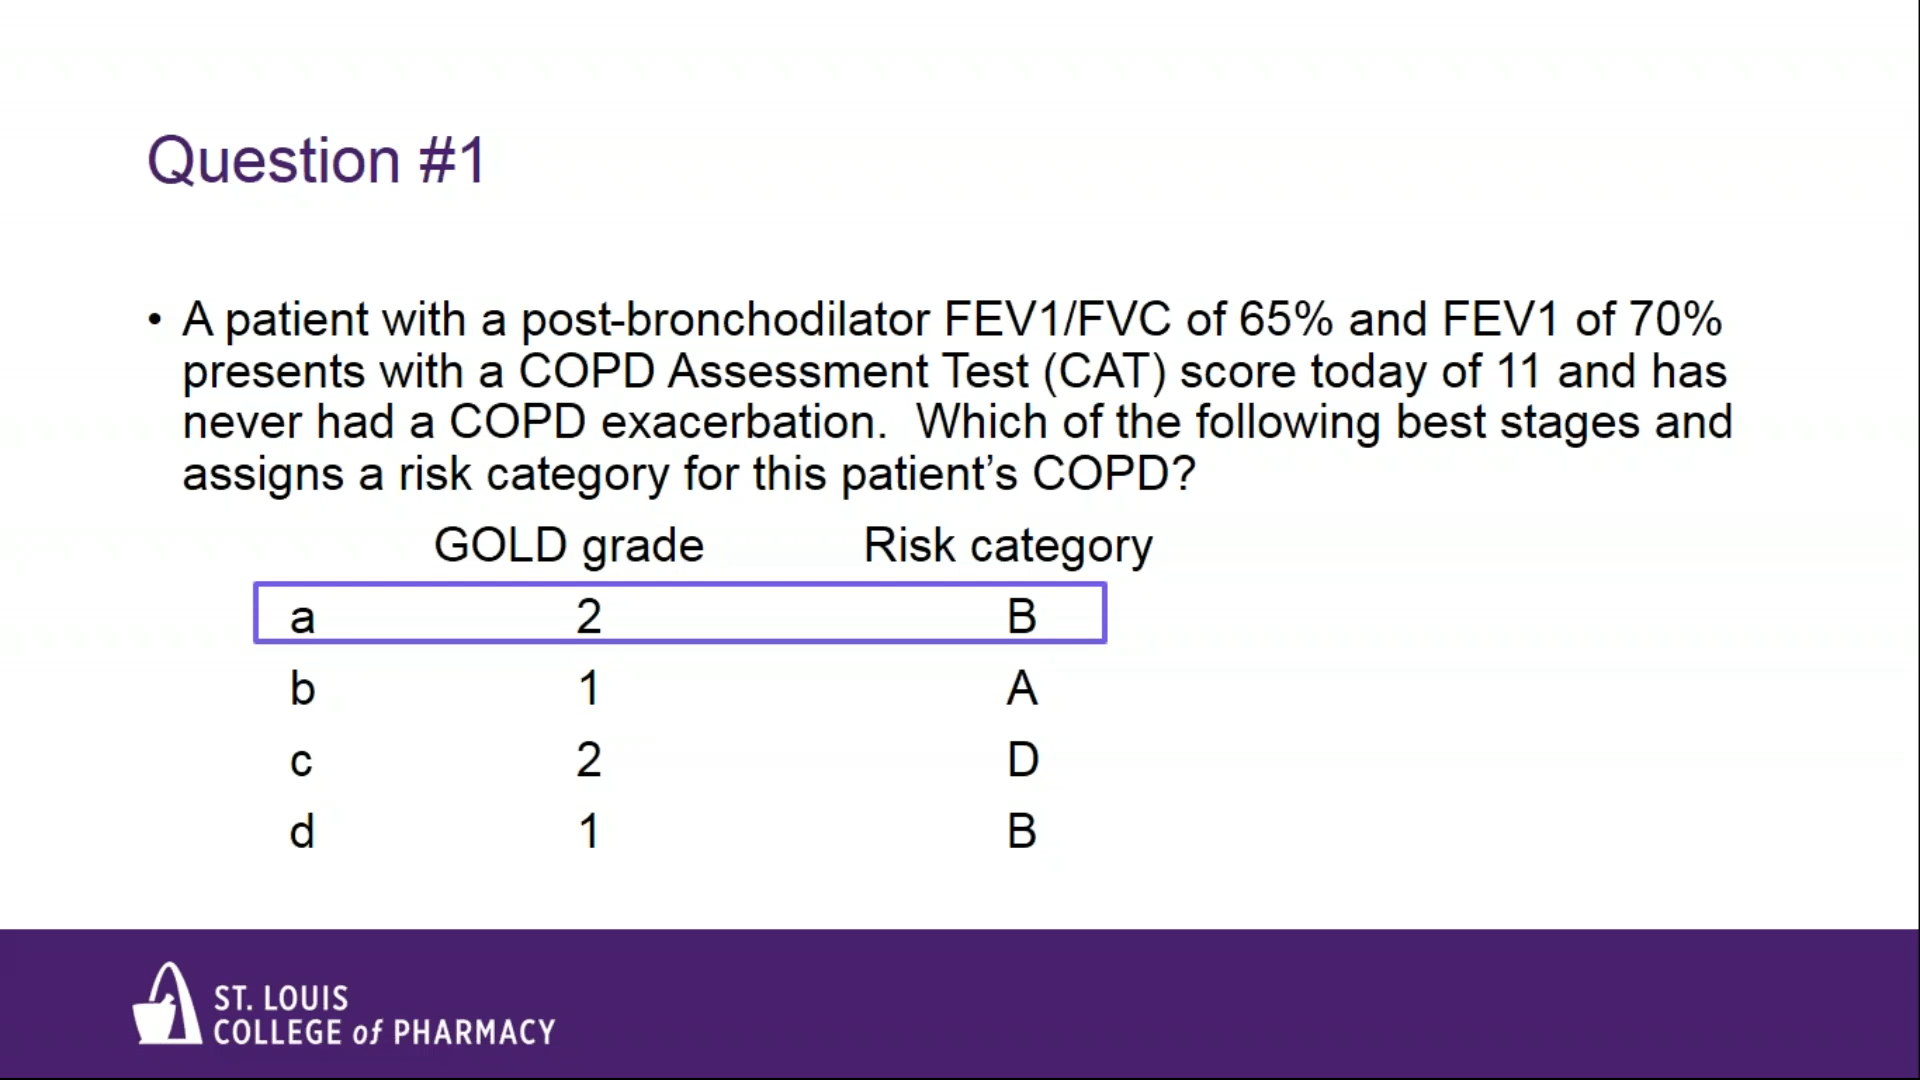 Question #1
• A patient with a post-bronchodilator FEV1/FVC of 65% and FEV1 of 70%
presents with a COPD Assessment Test (CAT) score today of 11 and has
never had a COPD exacerbation.  Which of the following best stages and
assigns a risk category for this patient’s COPD?
GOLD grade Risk category
a 2 B
b 1 A
c 2 D
d 1 B
ST. LOUIS
COLLEGE of PHARMACY